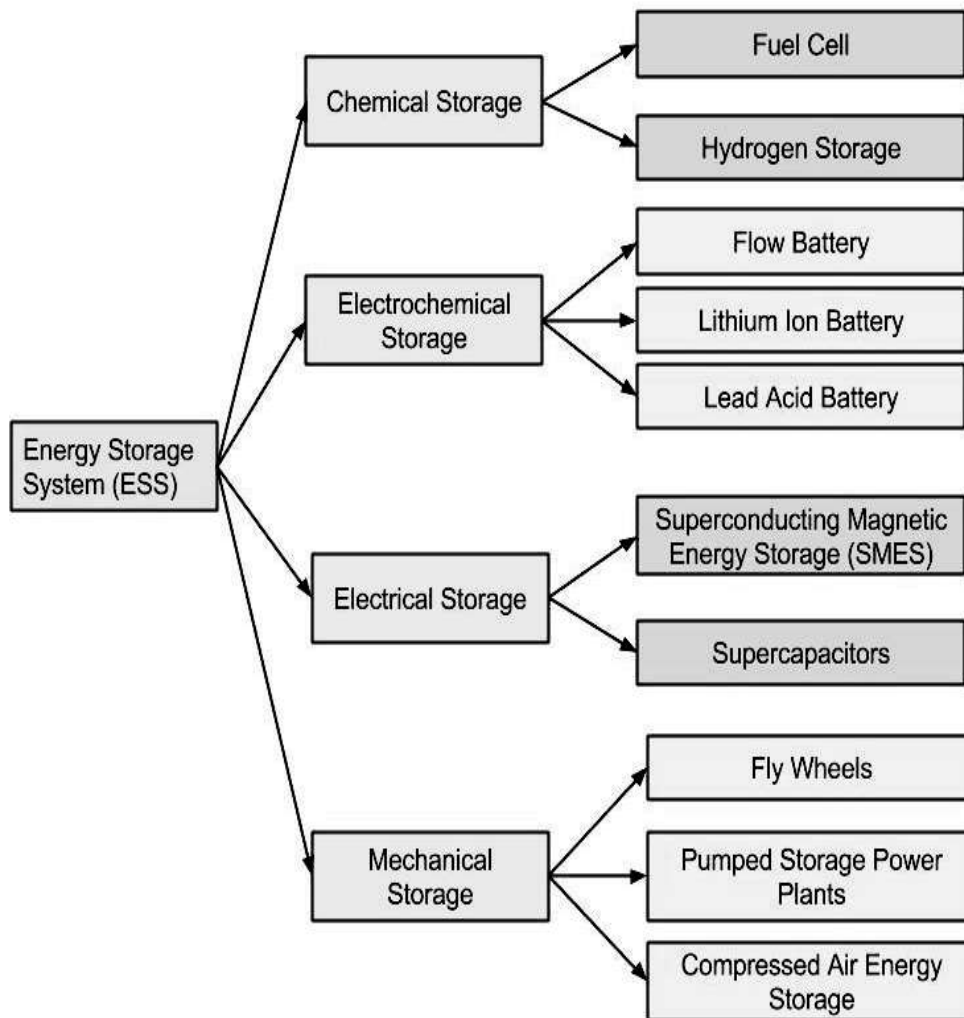 Energy Storage
System (ESS)
Chemical Storage
Fuel Cell
Hydrogen Storage
Electrochemical
Storage
Flow Battery
Lithium Ion Battery
Lead Acid Battery
Electrical Storage
Superconducting Magnetic
Energy Storage (SMES)
Supercapacitors
Mechanical
Storage
Fly Wheels
Pumped Storage Power
Plants
Compressed Air Energy
Storage